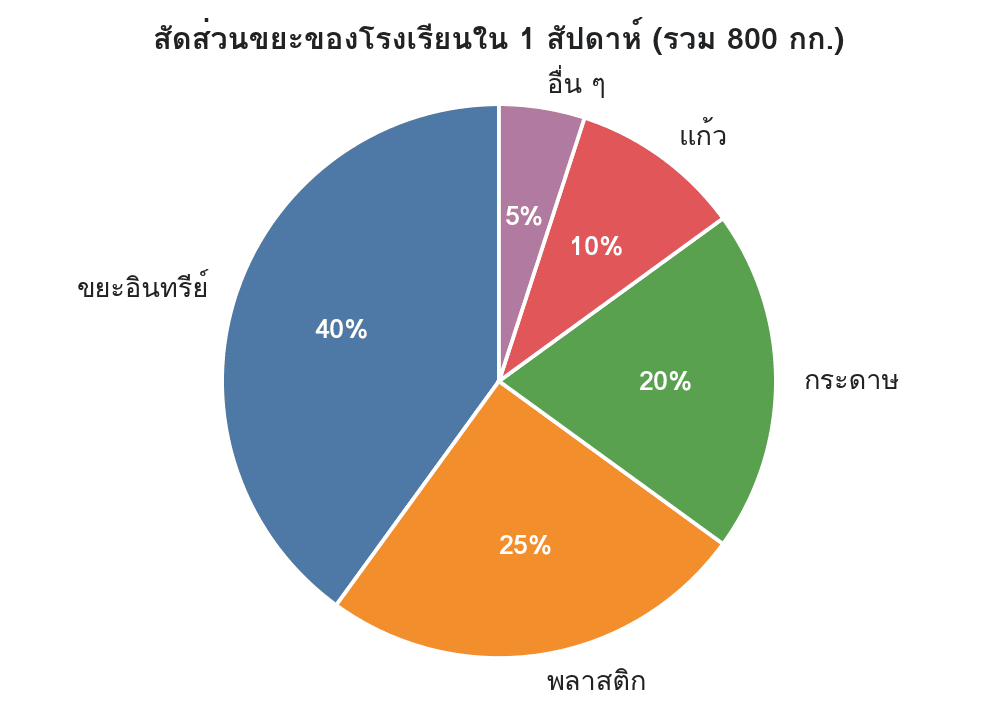 สัดส่วนขยะของโรงเรียนใน 1 สัปดาห์ (รวม 800 กก.)
อื่น ๆ
แก้ว
5%
10%
ขยะอินทรีย์
40%
20%
กระดาษ
25%
พลาสติก